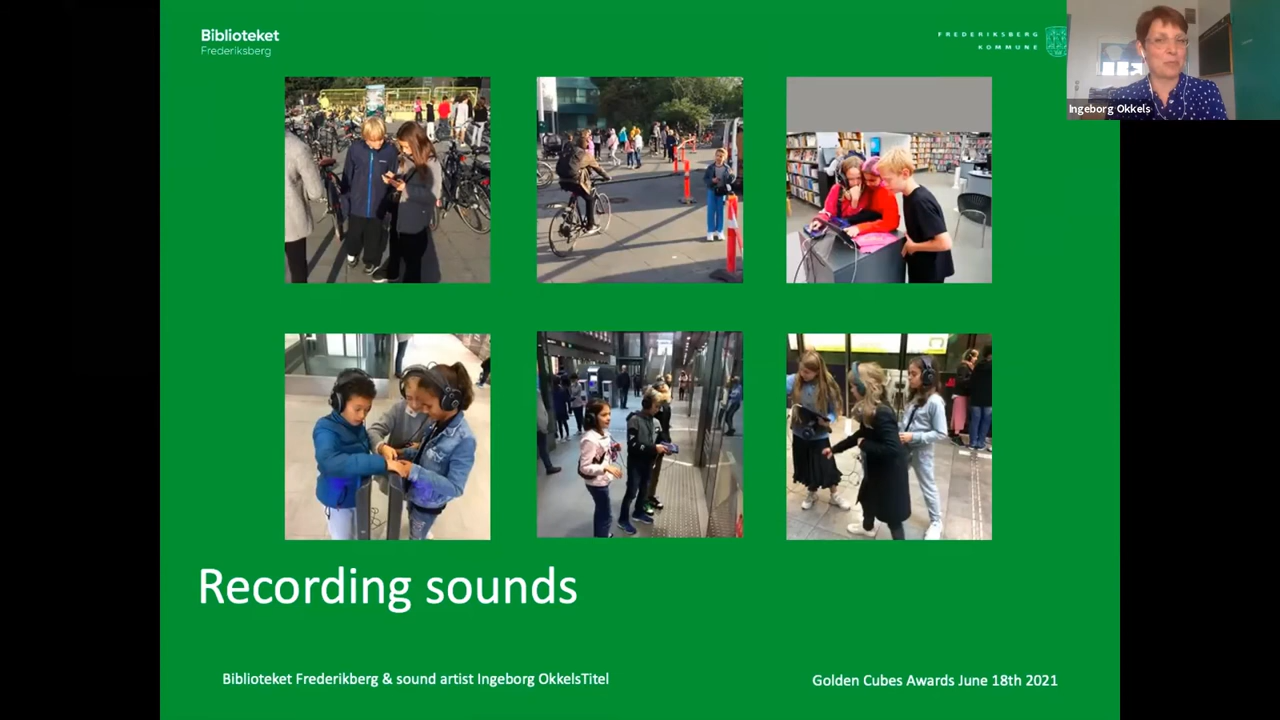 Biblioteket
Frederiksberg
FREDERIKSBERG
KOMMUNE
Ingeborg Okkels
Recording sounds
Biblioteket Frederikberg & sound artist Ingeborg OkkelsTitel
Golden Cubes Awards June 18th 2021